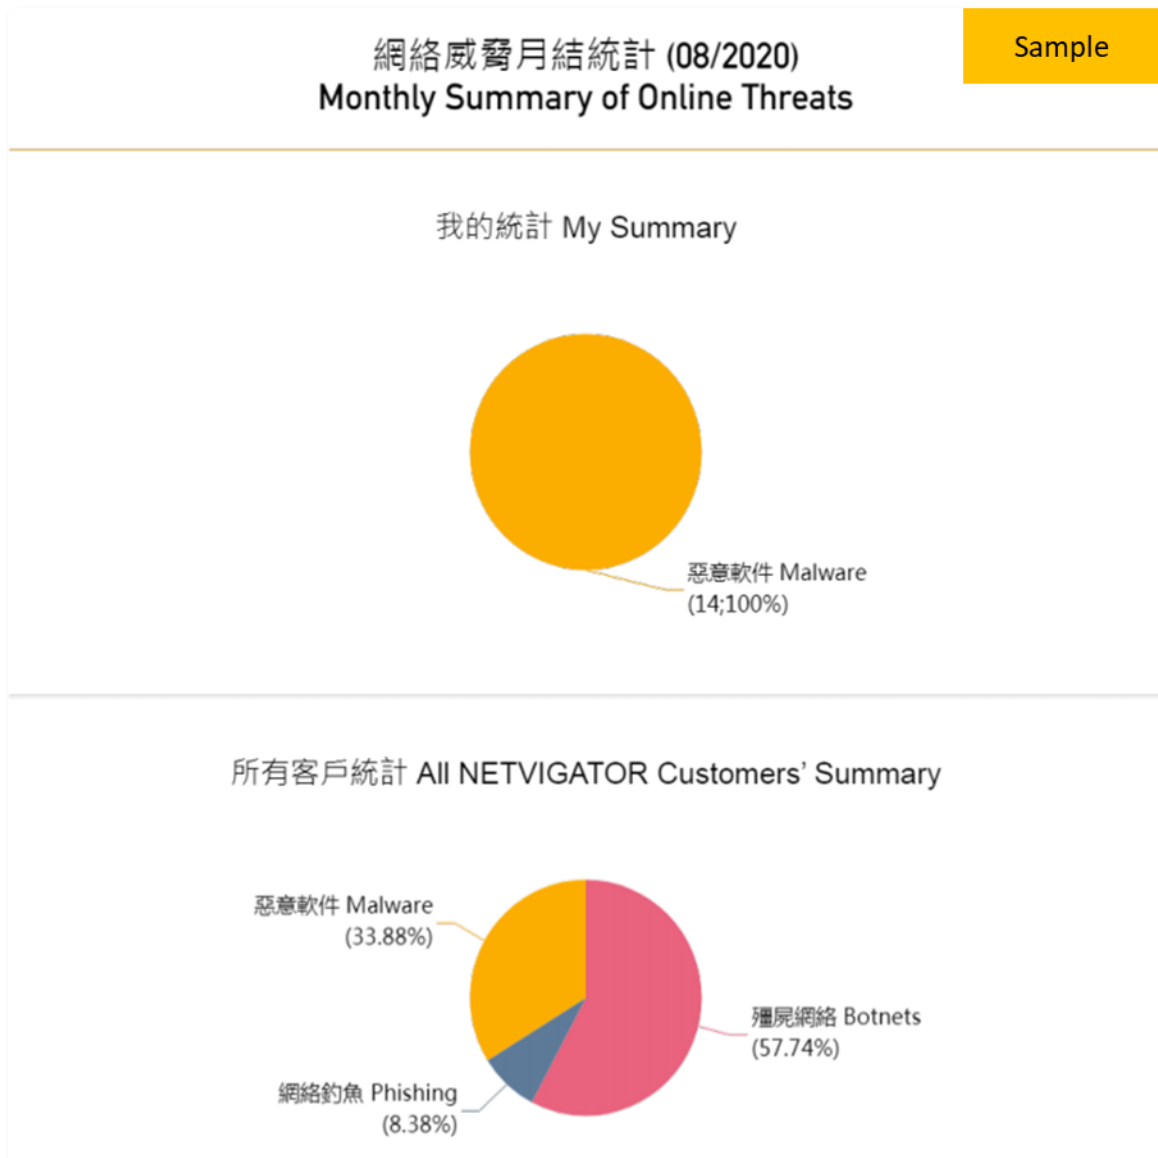 Sample
網絡威脅月結統計 (08/2020)
Monthly Summary of Online Threats
我的統計 My Summary
惡意軟件 Malware
(14;100%)
所有客戶統計 All NETVIGATOR Customers’ Summary
惡意軟件 Malware
(33.88%)
殭屍網絡 Botnets
(57.74%)
網絡釣魚 Phishing
(8.38%)